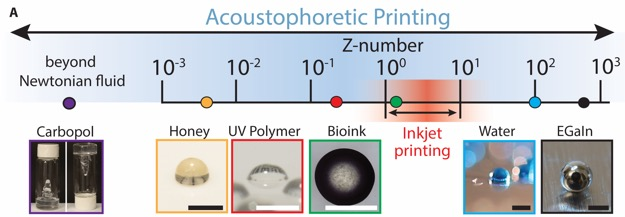 A
Acoustophoretic Printing
Z-number
beyond
Newtonian fluid
10-3
10-2
10-1
100
101
102
103
Carbopol
Honey
UV Polymer
Bioink
Inkjet
printing
Water
EGaIn